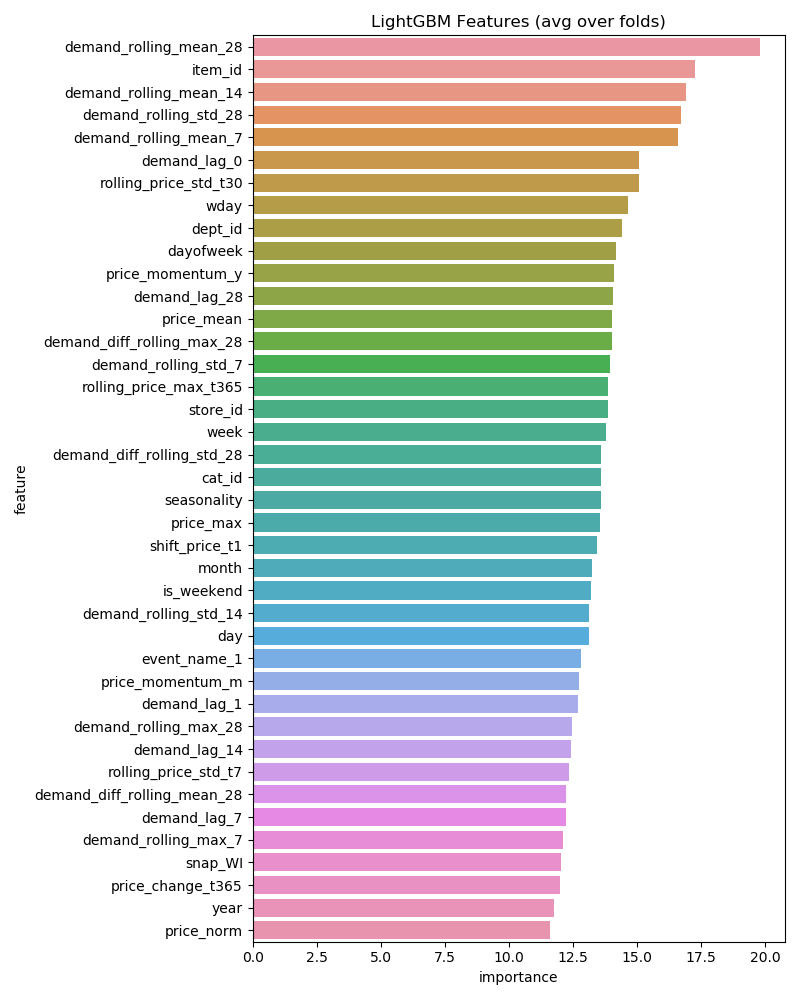 LightGBM Features (avg over folds)
demand_rolling_mean_28
item_id
demand_rolling_mean_14
demand_rolling_std_28
demand_rolling_mean_7
demand_lag_0
rolling_price_std_t30
wday
dept_id
dayofweek
price_momentum_y
demand_lag_28
price_mean
demand_diff_rolling_max_28
demand_rolling_std_7
rolling_price_max_t365
store_id
week
demand_diff_rolling_std_28
cat_id
seasonality
price_max
shift_price_t1
month
is_weekend
demand_rolling_std_14
day
event_name_1
price_momentum_m
demand_lag_1
demand_rolling_max_28
demand_lag_14
rolling_price_std_t7
demand_diff_rolling_mean_28
demand_lag_7
demand_rolling_max_7
snap_WI
price_change_t365
year
price_norm
feature
0.0 2.5 5.0 7.5 10.0 12.5 15.0 17.5 20.0
importance